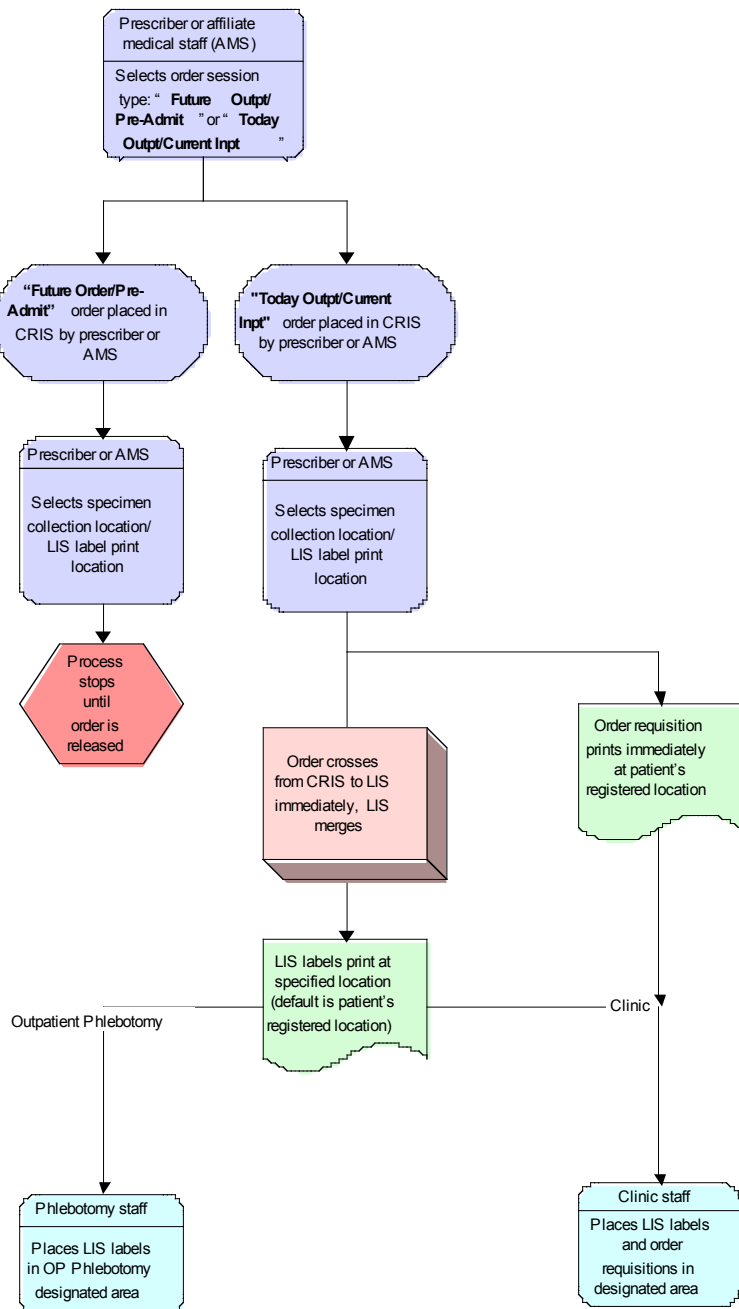 Prescriber or affiliate
medical staff (AMS)
Selects order session
type: “ Future Outpt/
Pre-Admit ” or “ Today
Outpt/Current Inpt ”
“Future Order/Pre-
Admit” order placed in
CRIS by prescriber or
AMS
"Today Outpt/Current
Inpt" order placed in CRIS
by prescriber or AMS
Prescriber or AMS
Selects specimen
collection location/
LIS label print
location
Prescriber or AMS
Selects specimen
collection location/
LIS label print
location
Process
stops
until
order is
released
Order crosses
from CRIS to LIS
immediately, LIS
merges
Order requisition
prints immediately
at patient’s
registered location
LIS labels print at
specified location
(default is patient’s
registered location)
Outpatient Phlebotomy
Clinic
Phlebotomy staff
Places LIS labels
in OP Phlebotomy
designated area
Clinic staff
Places LIS labels
and order
requisitions in
designated area